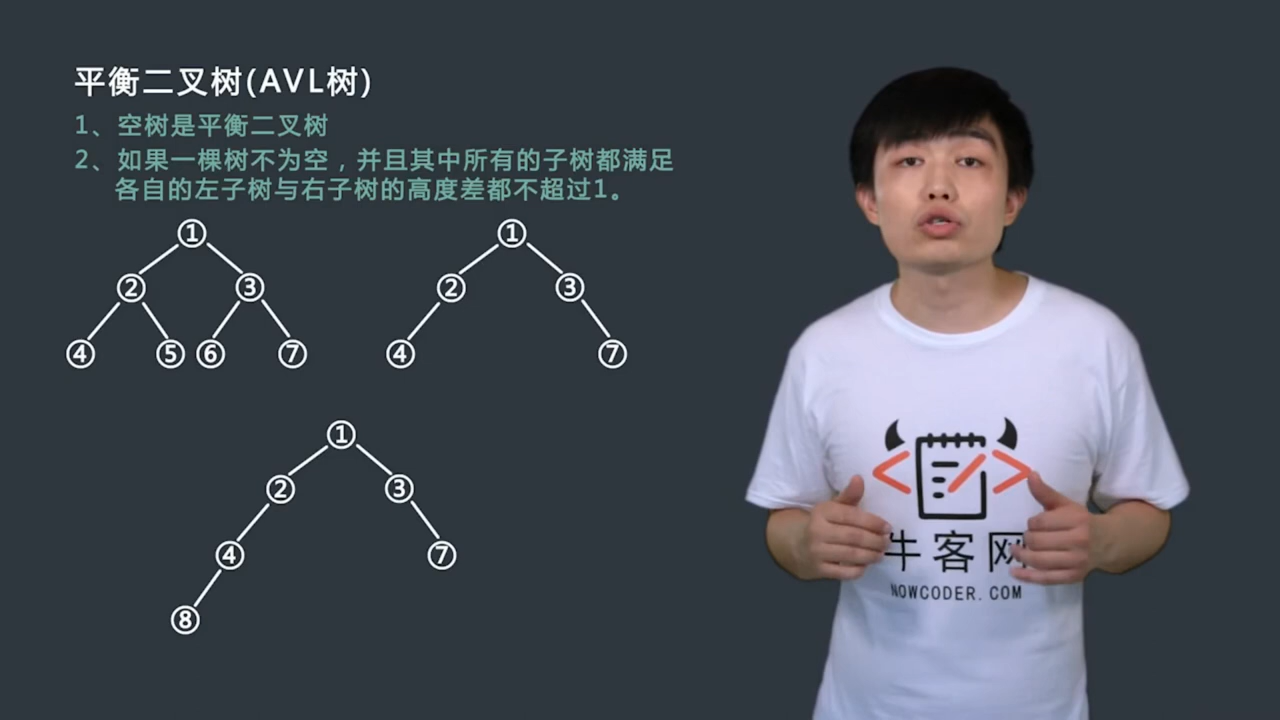 平衡二叉树(AVL树)
1、空树是平衡二叉树
2、如果一棵树不为空，并且其中所有的子树都满足
各自的左子树与右子树的高度差都不超过1。
① ①
② ③ ② ③
④ ⑤ ⑥ ⑦ ④ ⑦
①
② ③
④ ⑦
⑧
牛客网
NOWCODER.COM